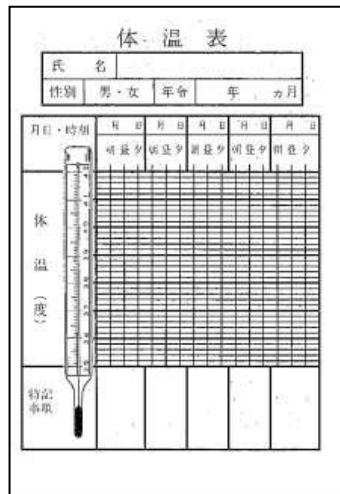 体温表
氏 名
性別 男・女 年令 年 ヵ月
月日・時刻 月 日 月 日 月 日 月 日 月 日
朝昼夕 朝昼夕 朝昼夕 朝昼夕 朝昼夕
体温(度)
特記事項